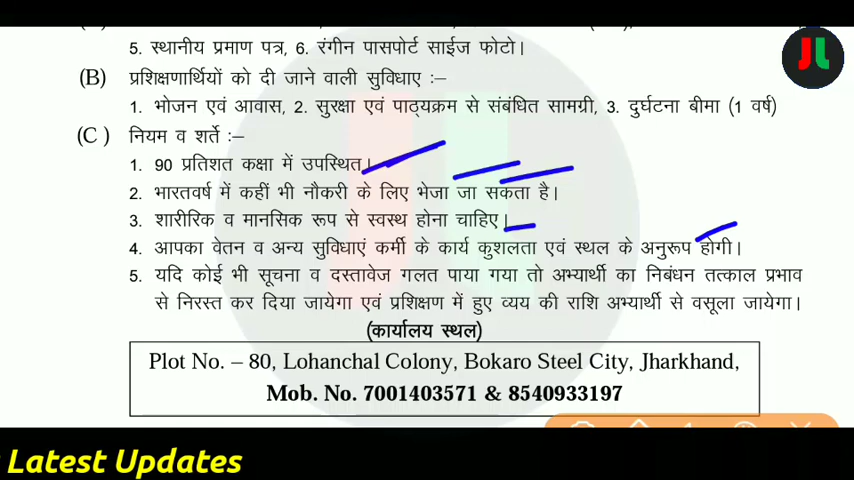 5. स्थानीय प्रमाण पत्र, 6. रंगीन पासपोर्ट साईज फोटो।
JL
(B) प्रशिक्षणार्थियों को दी जाने वाली सुविधाए :–
1. भोजन एवं आवास, 2. सुरक्षा एवं पाठ्यक्रम से संबंधित सामग्री, 3. दुर्घटना बीमा (1 वर्ष)
(C ) नियम व शर्ते :–
1. 90 प्रतिशत कक्षा में उपस्थित।
2. भारतवर्ष में कहीं भी नौकरी के लिए भेजा जा सकता है।
3. शारीरिक व मानसिक रूप से स्वस्थ होना चाहिए।
4. आपका वेतन व अन्य सुविधाएं कर्मी के कार्य कुशलता एवं स्थल के अनुरूप होगी।
5. यदि कोई भी सूचना व दस्तावेज गलत पाया गया तो अभ्यार्थी का निबंधन तत्काल प्रभाव
से निरस्त कर दिया जायेगा एवं प्रशिक्षण में हुए व्यय की राशि अभ्यार्थी से वसूला जायेगा।
(कार्यालय स्थल)
Plot No. – 80, Lohanchal Colony, Bokaro Steel City, Jharkhand,
Mob. No. 7001403571 & 8540933197
Latest Updates